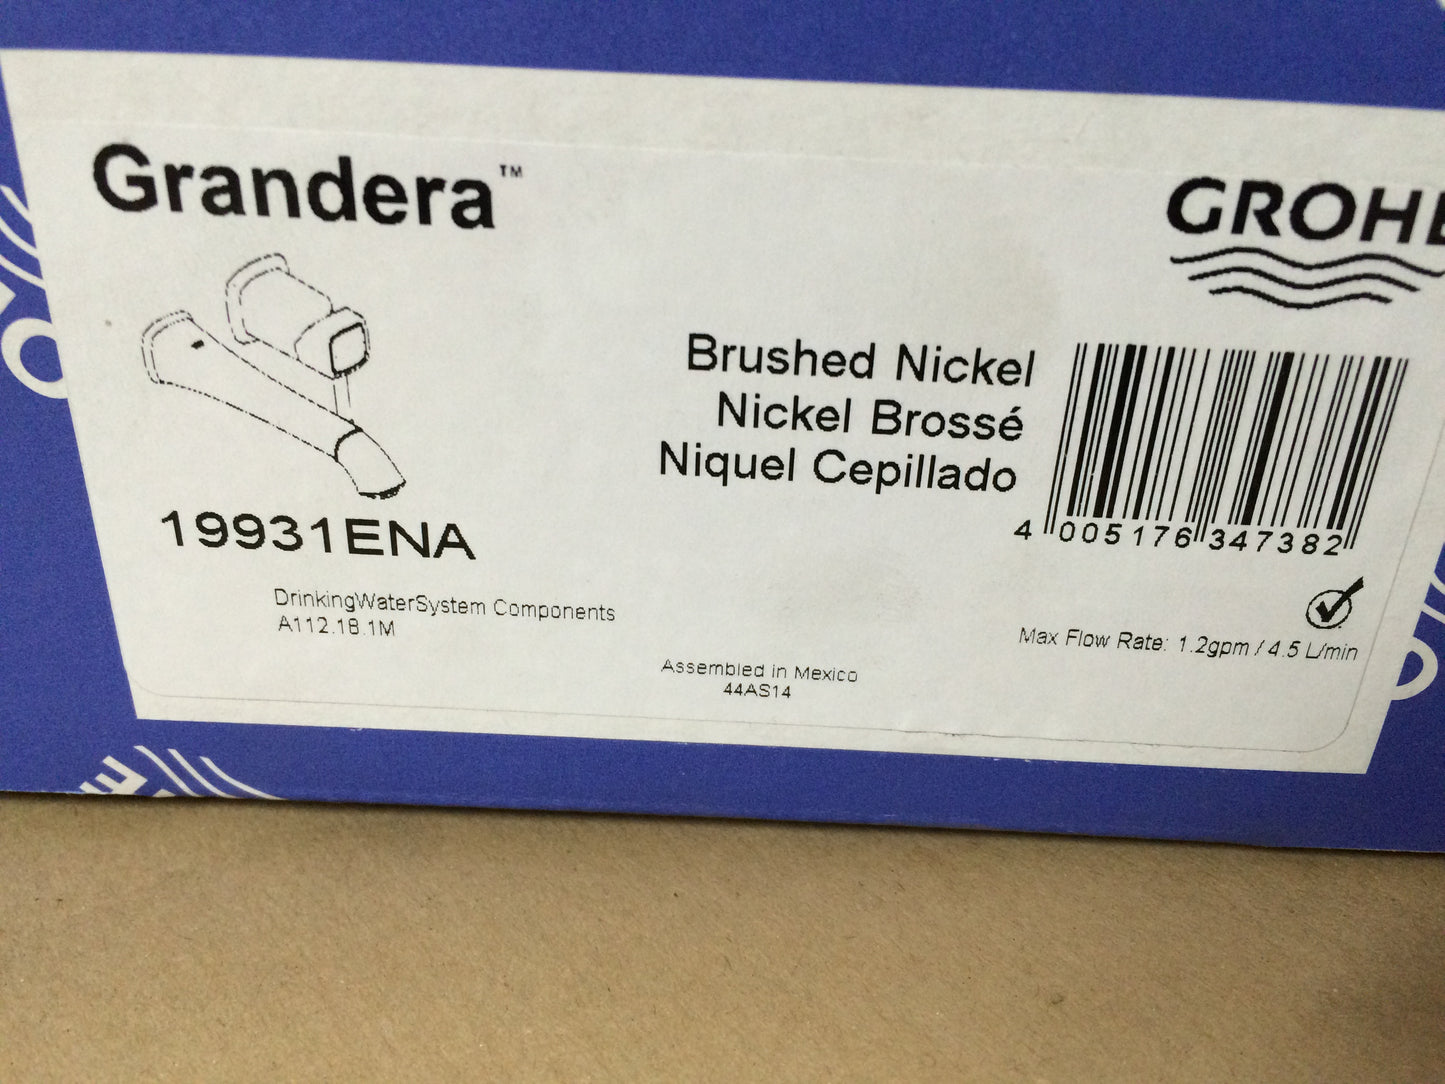 Grandera™
GROHE
Brushed Nickel
Nickel Brossé
Niquel Cepillado
4 005176 347382
19931ENA
DrinkingWaterSystem Components
A112.18.1M
Max Flow Rate: 1.2gpm / 4.5 L/min
Assembled in Mexico
44AS14